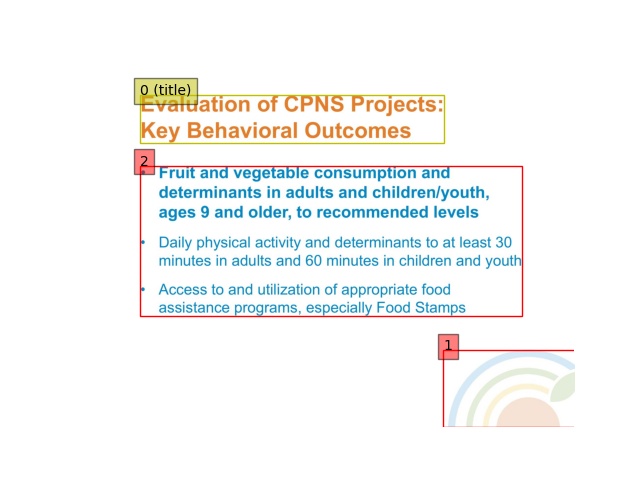 0 (title)
Evaluation of CPNS Projects:
Key Behavioral Outcomes
2
• Fruit and vegetable consumption and
determinants in adults and children/youth,
ages 9 and older, to recommended levels
• Daily physical activity and determinants to at least 30
minutes in adults and 60 minutes in children and youth
• Access to and utilization of appropriate food
assistance programs, especially Food Stamps
1